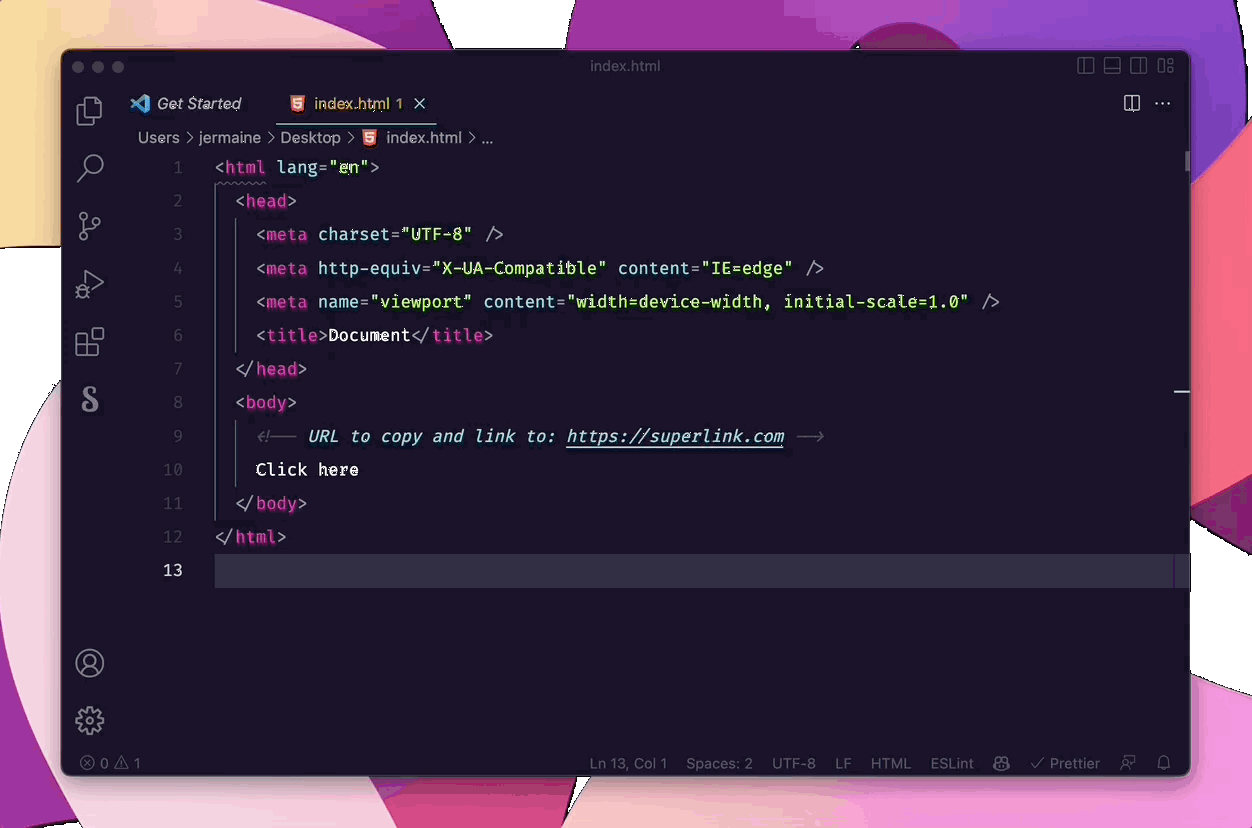 index.html
Get Started index.html 1
Users > jermaine > Desktop > index.html > ...
1 <html lang="en">
2 <head>
3 <meta charset="UTF-8" />
4 <meta http-equiv="X-UA-Compatible" content="IE=edge" />
5 <meta name="viewport" content="width=device-width, initial-scale=1.0" />
6 <title>Document</title>
7 </head>
8 <body>
9 <!-- URL to copy and link to: https://superlink.com -->
10 Click here
11 </body>
12 </html>
13
0 1 Ln 13, Col 1 Spaces: 2 UTF-8 LF HTML ESLint Prettier